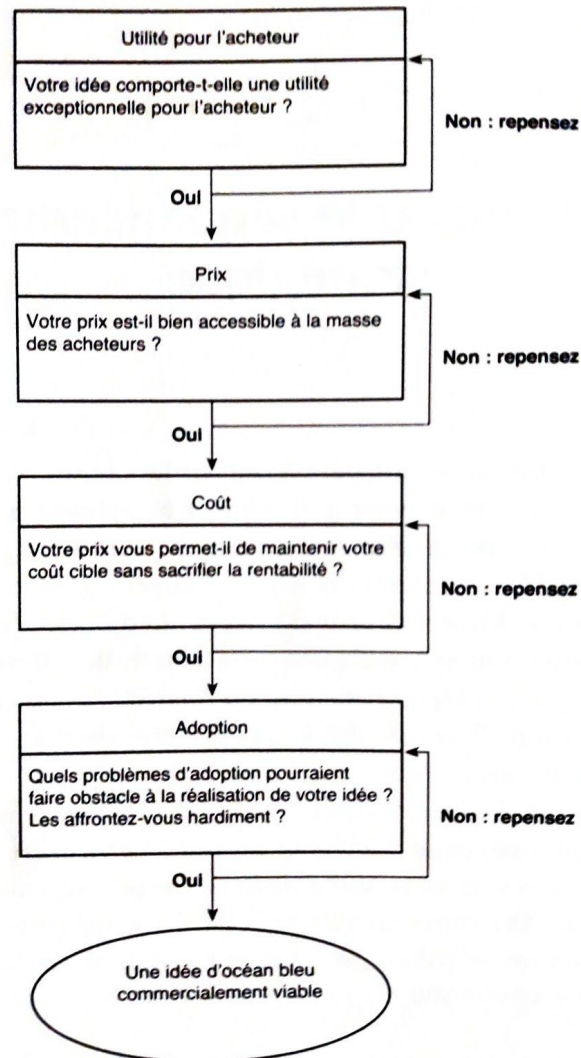 Utilité pour l'acheteur
Votre idée comporte-t-elle une utilité
exceptionnelle pour l'acheteur ?
Non : repensez
Oui
Prix
Votre prix est-il bien accessible à la masse
des acheteurs ?
Non : repensez
Oui
Coût
Votre prix vous permet-il de maintenir votre
coût cible sans sacrifier la rentabilité ?
Non : repensez
Oui
Adoption
Quels problèmes d'adoption pourraient
faire obstacle à la réalisation de votre idée ?
Les affrontez-vous hardiment ?
Non : repensez
Oui
Une idée d'océan bleu
commercialement viable